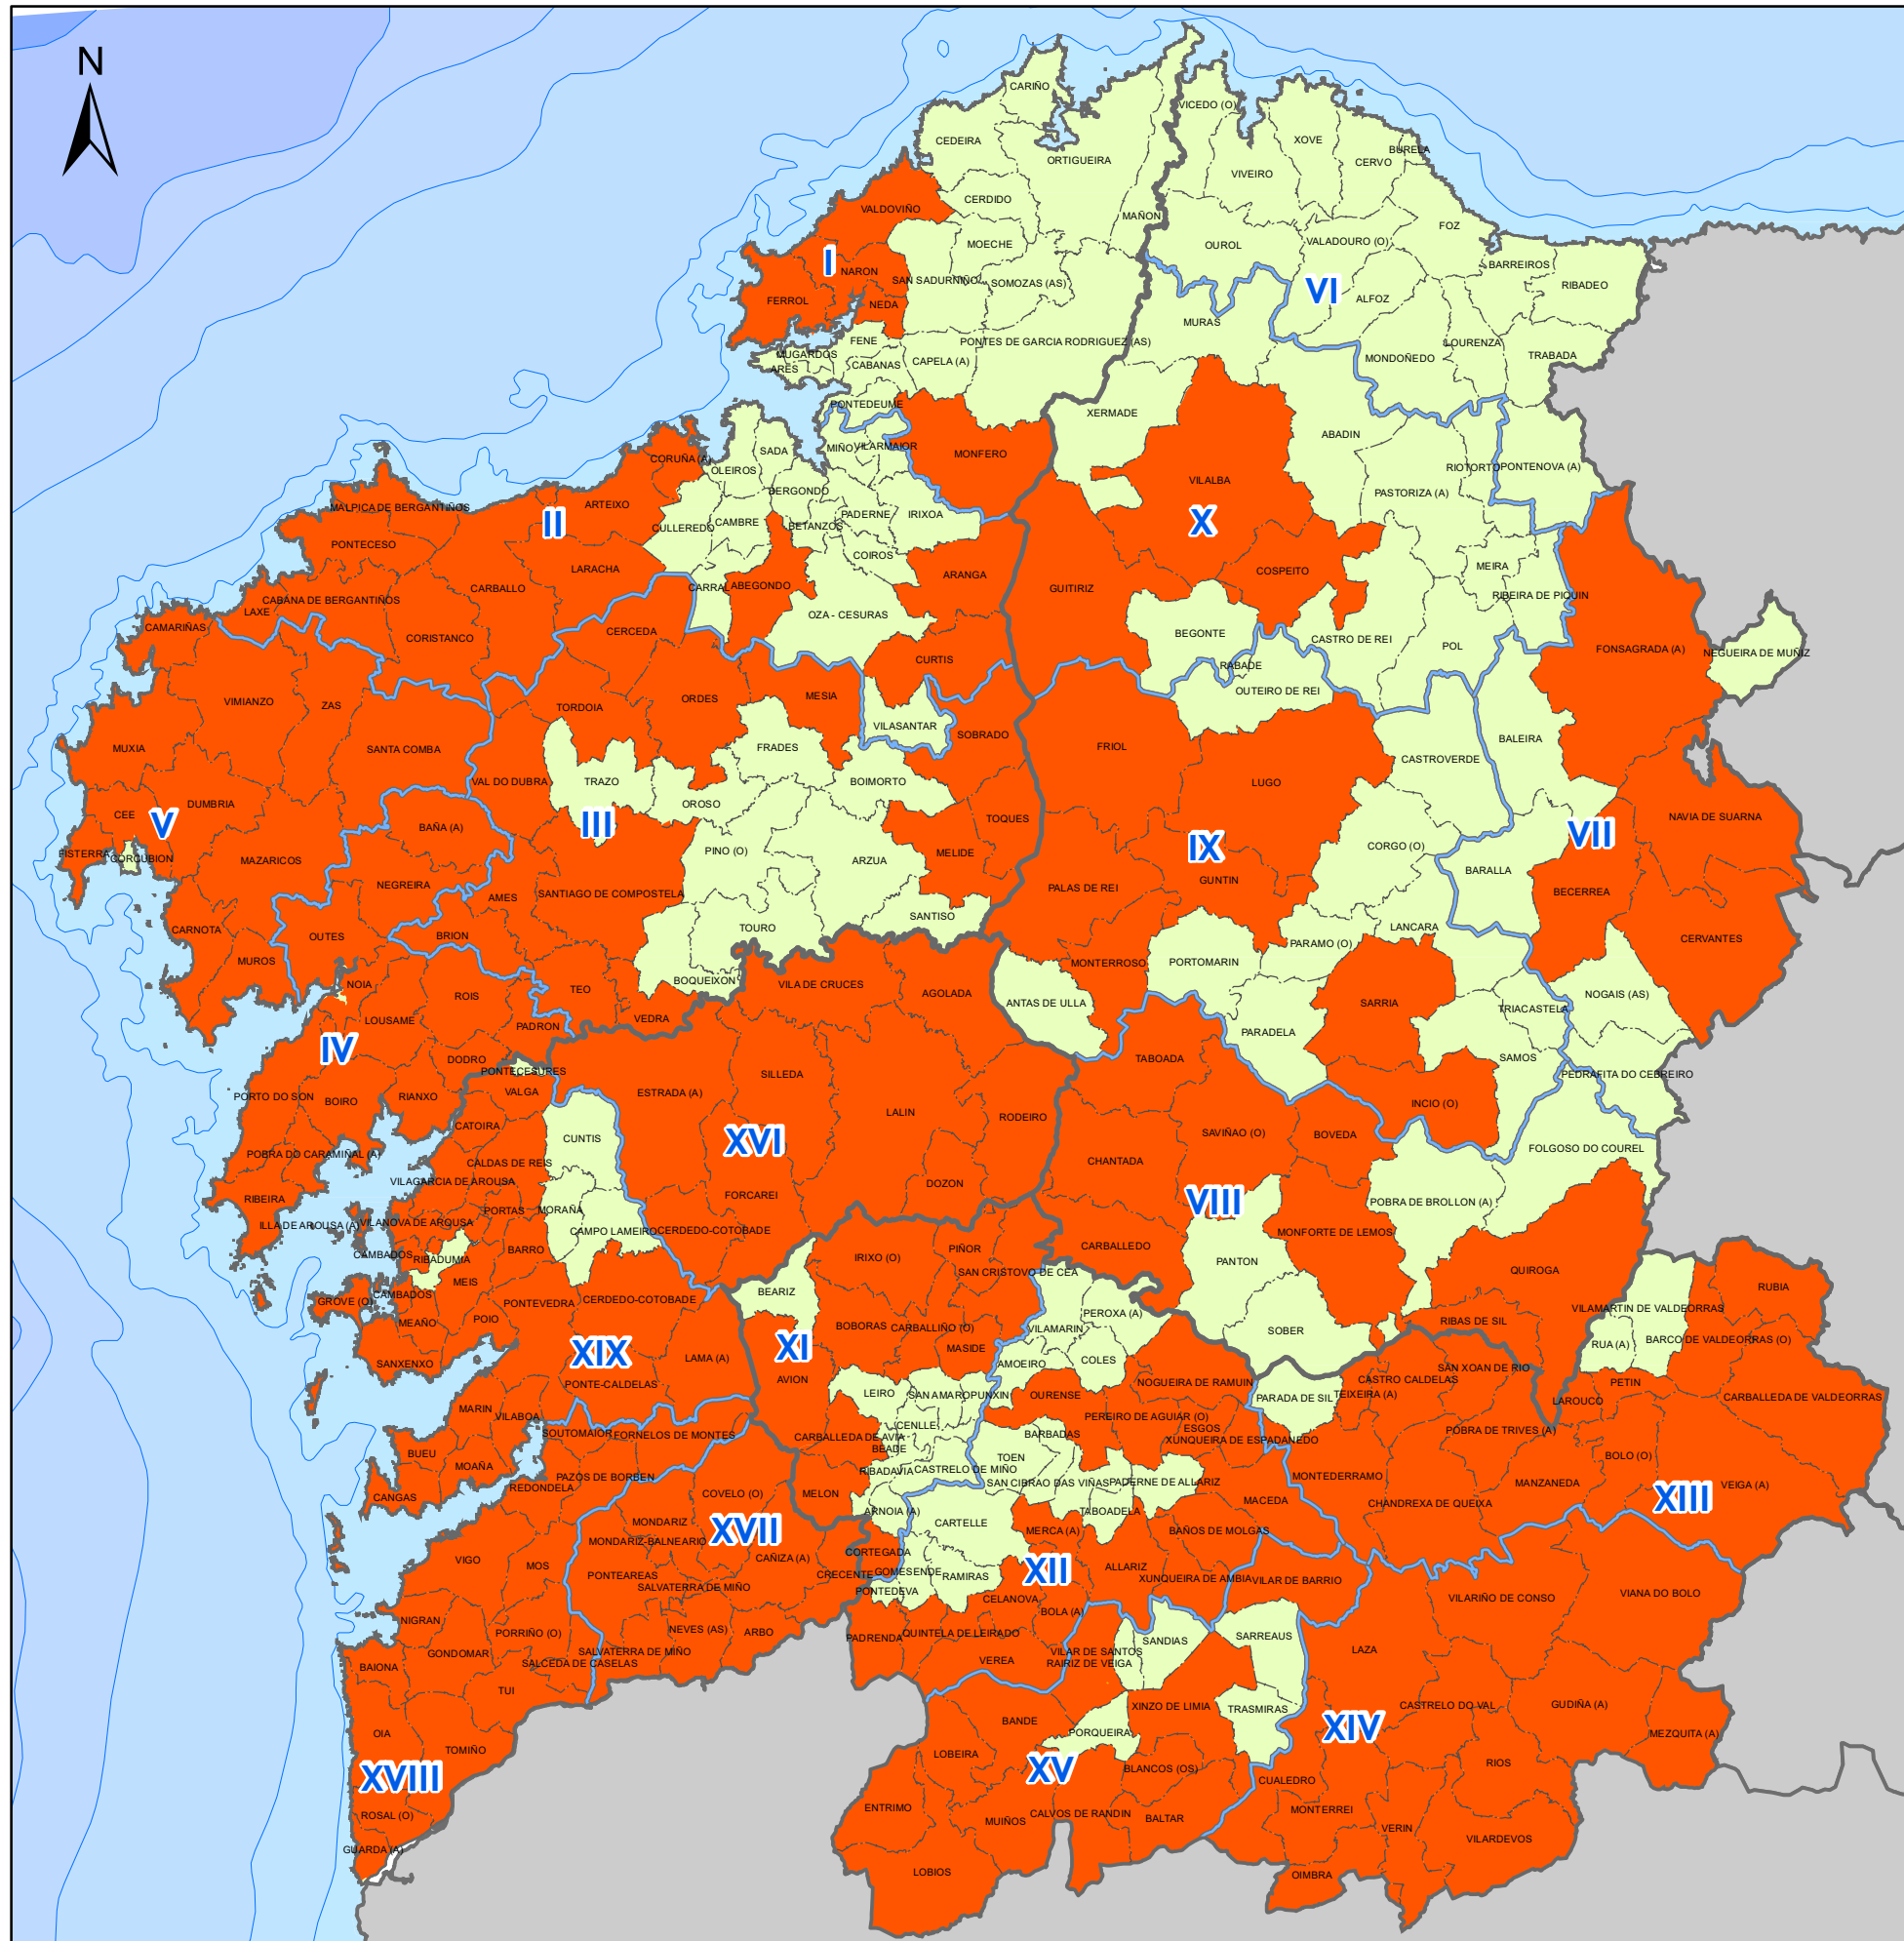 N
CARIÑO
VICEDO (O)
XOVE
BURELA
CEDEIRA
ORTIGUEIRA
CERVO
VIVEIRO
CERDIDO
VALDOVIÑO
MAÑON
FOZ
MOECHE
OUROL
VALADOURO (O)
I
NARON
BARREIROS
SAN SADURNIÑO
SOMOZAS (AS)
RIBADEO
VI
FERROL
NEDA
ALFOZ
MURAS
FENE
PONTES DE GARCIA RODRIGUEZ (AS)
LOURENZA
MUGARDOS
TRABADA
MONDOÑEDO
CAPELA (A)
CABANAS
ARES
PONTEDEUME
XERMADE
ABADIN
MIÑO
VILARMAIOR
SADA
MONFERO
CORUÑA (A)
OLEIROS
RIOTORTO
PONTENOVA (A)
VILALBA
BERGONDO
PASTORIZA (A)
ARTEIXO
MALPICA DE BERGANTIÑOS
PADERNE
IRIXOA
II
X
CULLEREDO
CAMBRE
BETANZOS
PONTECESO
COIROS
MEIRA
LARACHA
ARANGA
COSPEITO
CARBALLO
CARRAL
ABEGONDO
GUITIRIZ
RIBEIRA DE PIQUIN
CABANA DE BERGANTIÑOS
LAXE
OZA - CESURAS
CAMARIÑAS
CERCEDA
BEGONTE
CORISTANCO
CASTRO DE REI
POL
FONSAGRADA (A)
NEGUEIRA DE MUÑIZ
CURTIS
RABADE
ORDES
MESIA
OUTEIRO DE REI
VIMIANZO
ZAS
TORDOIA
VILASANTAR
SOBRADO
BALEIRA
MUXIA
SANTA COMBA
FRADES
FRIOL
CASTROVERDE
VAL DO DUBRA
TRAZO
BOIMORTO
LUGO
OROSO
DUMBRIA
CEE
V
III
TOQUES
NAVIA DE SUARNA
BAÑA (A)
VII
IX
CORGO (O)
FISTERRA
CORCUBION
MAZARICOS
PINO (O)
ARZUA
MELIDE
BARALLA
NEGREIRA
GUNTIN
PALAS DE REI
BECERREA
AMES
SANTIAGO DE COMPOSTELA
SANTISO
CARNOTA
TOURO
LANCARA
OUTES
BRION
CERVANTES
PARAMO (O)
MUROS
PORTOMARIN
MONTERROSO
BOQUEIXON
NOIA
VILA DE CRUCES
TEO
AGOLADA
NOGAIS (AS)
ROIS
ANTAS DE ULLA
SARRIA
TRIACASTELA
LOUSAME
VEDRA
PADRON
PARADELA
IV
DODRO
TABOADA
SAMOS
PONTECESURES
SILLEDA
PEDRAFITA DO CEBREIRO
VALGA
ESTRADA (A)
PORTO DO SON
BOIRO
RIANXO
INCIO (O)
LALIN
RODEIRO
CATOIRA
SAVIÑAO (O)
BOVEDA
CUNTIS
XVI
FOLGOSO DO COUREL
POBRA DO CARAMIÑAL (A)
CALDAS DE REIS
CHANTADA
VILAGARCIA DE AROUSA
DOZON
RIBEIRA
FORCAREI
VIII
POBRA DE BROLLON (A)
PORTAS
MORAÑA
ILLA DE AROUSA (A)
VILANOVA DE AROUSA
CAMPO LAMEIRO
CERDEDO-COTOBADE
MONFORTE DE LEMOS
CARBALLEDO
BARRO
PIÑOR
CAMBADOS
RIBADUMIA
IRIXO (O)
PANTON
SAN CRISTOVO DE CEA
QUIROGA
MEIS
BEARIZ
RUBIA
CAMBADOS
CERDEDO-COTOBADE
GROVE (O)
PONTEVEDRA
VILAMARTIN DE VALDEORRAS
PEROXA (A)
MEAÑO
POIO
BOBORAS
CARBALLIÑO (O)
VILAMARIN
RIBAS DE SIL
SOBER
BARCO DE VALDEORRAS (O)
XIX
XI
MASIDE
RUA (A)
LAMA (A)
COLES
SANXENXO
AMOEIRO
SAN XOAN DE RIO
AVION
CASTRO CALDELAS
PONTE-CALDELAS
NOGUEIRA DE RAMUIN
PETIN
LEIRO
SAN AMARO
PUNXIN
OURENSE
PARADA DE SIL
TEIXEIRA (A)
LAROUCO
CARBALLEDA DE VALDEORRAS
MARIN
VILABOA
PEREIRO DE AGUIAR (O)
CENLLE
ESGOS
POBRA DE TRIVES (A)
SOUTOMAIOR
FORNELOS DE MONTES
CARBALLEDA DE AVIA
BARBADAS
XUNQUEIRA DE ESPADANEDO
BEADE
BUEU
TOEN
BOLO (O)
MOAÑA
RIBADAVIA
CASTRELO DE MIÑO
PAZOS DE BORBEN
MONTEDERRAMO
SAN CIBRAO DAS VIÑAS
PADERNE DE ALLARIZ
MANZANEDA
VEIGA (A)
REDONDELA
CANGAS
COVELO (O)
MELON
MACEDA
XIII
CHANDREXA DE QUEIXA
ARNOIA (A)
TABOADELA
MONDARIZ
CARTELLE
XVII
MERCA (A)
BAÑOS DE MOLGAS
MONDARIZ-BALNEARIO
CORTEGADA
VIGO
MOS
CAÑIZA (A)
ALLARIZ
XII
PONTEAREAS
CRECENTE
GOMESENDE
RAMIRAS
XUNQUEIRA DE AMBIA
VILAR DE BARRIO
SALVATERRA DE MIÑO
PONTEDEVA
VIANA DO BOLO
CELANOVA
VILARIÑO DE CONSO
BOLA (A)
NIGRAN
PORRIÑO (O)
NEVES (AS)
ARBO
PADRENDA
QUINTELA DE LEIRADO
SARREAUS
SANDIAS
GONDOMAR
SALVATERRA DE MIÑO
VILAR DE SANTOS
LAZA
VEREA
RAIRIZ DE VEIGA
BAIONA
SALCEDA DE CASELAS
TUI
XINZO DE LIMIA
TRASMIRAS
CASTRELO DO VAL
GUDIÑA (A)
BANDE
OIA
PORQUEIRA
XIV
MEZQUITA (A)
TOMIÑO
LOBEIRA
RIOS
XV
BLANCOS (OS)
XVIII
CUALEDRO
ENTRIMO
MONTERREI
ROSAL (O)
MUIÑOS
CALVOS DE RANDIN
BALTAR
VERIN
VILARDEVOS
GUARDA (A)
LOBIOS
OIMBRA